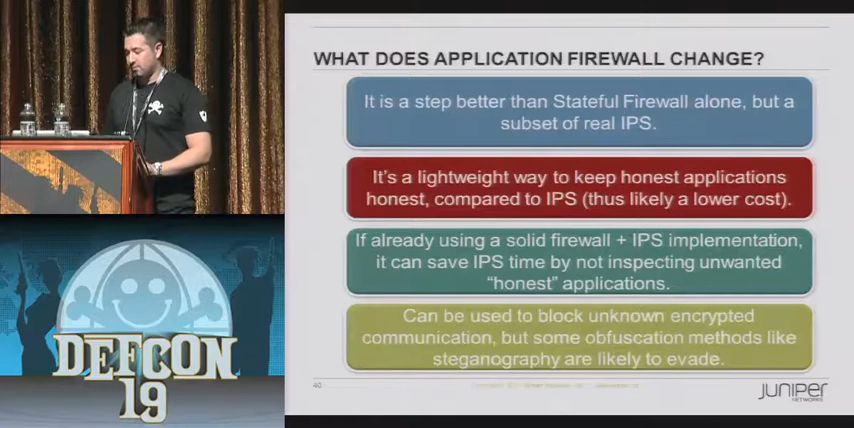 WHAT DOES APPLICATION FIREWALL CHANGE?
It is a step better than Stateful Firewall alone, but a
subset of real IPS.
It's a lightweight way to keep honest applications
honest, compared to IPS (thus likely a lower cost).
If already using a solid firewall + IPS implementation,
it can save IPS time by not inspecting unwanted
“honest” applications.
Can be used to block unknown encrypted
communication, but some obfuscation methods like
steganography are likely to evade.
40
JUNIPER
NETWORKS
DEFCON
19